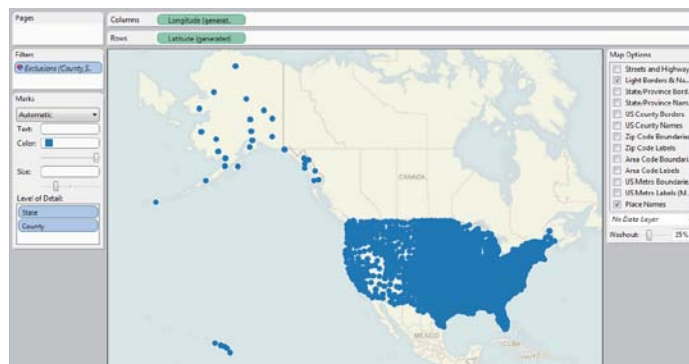 Pages
Columns
Longitude (generat..
Rows
Latitude (generated)
Filters
Exclusions (County,S..
Marks
Automatic
Text:
Color:
Size:
Level of Detail:
State
County
CANADA
MEXICO
CUBA
Map Options
Streets and Highway
Light Borders & Na..
State/Province Bord..
State/Province Nam
US County Borders
US County Names
Zip Code Boundarie
Zip Code Labels
Area Code Boundari
Area Code Labels
US Metro Boundarie.
US Metro Labels (M..
Place Names
No Data Layer
Washout:
25%